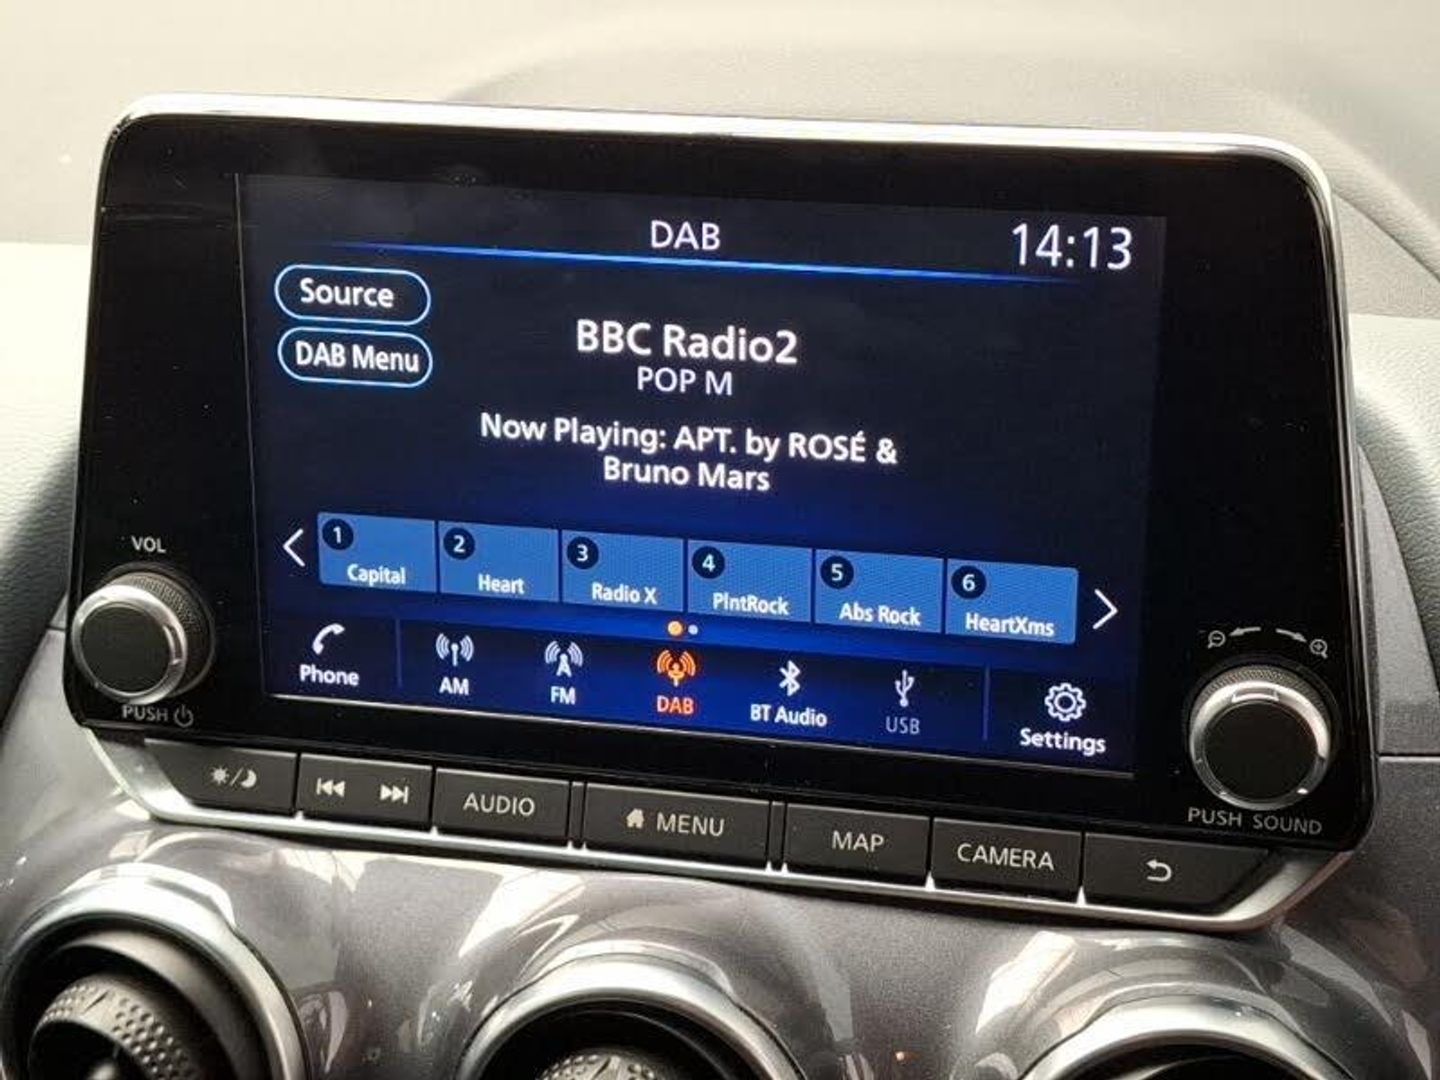 DAB
14:13
Source
DAB Menu
BBC Radio2
POP M
Now Playing: APT. by ROSÉ &
Bruno Mars
1
Capital
2
Heart
3
Radio X
4
PlntRock
5
Abs Rock
6
HeartXms
Phone
AM
FM
DAB
BT Audio
USB
Settings
VOL
PUSH
PUSH SOUND
AUDIO
MENU
MAP
CAMERA